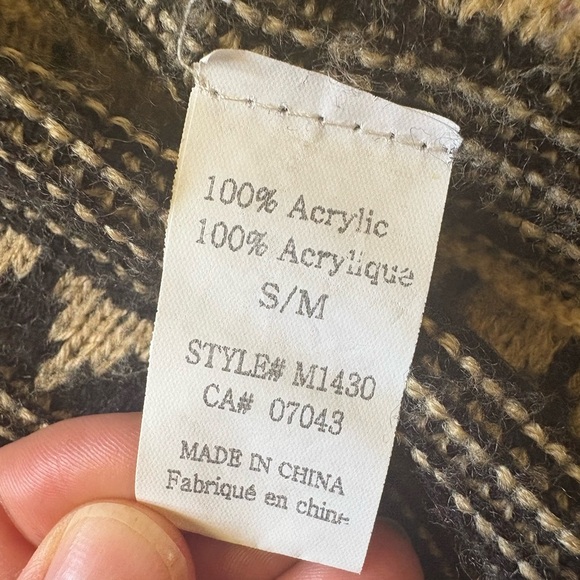 100% Acrylic
100% Acrylique
S/M
STYLE# M1430
CA# 07043
MADE IN CHINA
Fabriqué en chine